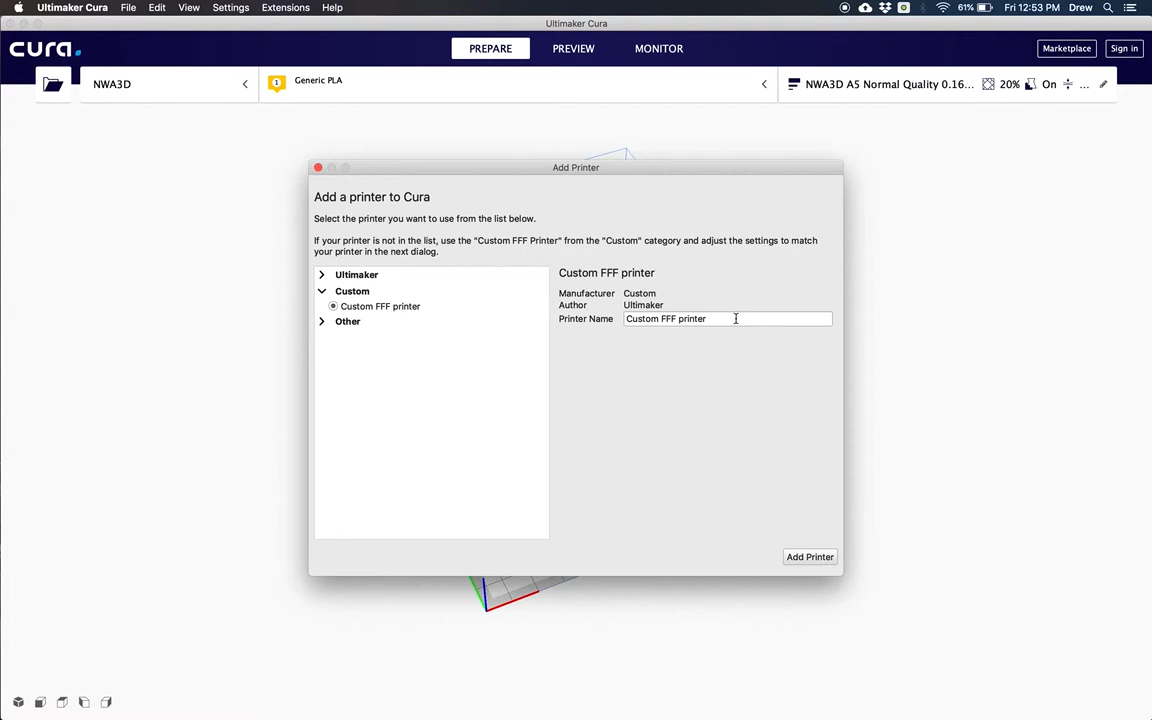 Ultimaker Cura File Edit View Settings Extensions Help 61% Fri 12:53 PM Drew
Ultimaker Cura
cura. PREPARE PREVIEW MONITOR Marketplace Sign in
NWA3D 1 Generic PLA NWA3D A5 Normal Quality 0.16... 20% On ...
Add Printer
Add a printer to Cura
Select the printer you want to use from the list below.
If your printer is not in the list, use the "Custom FFF Printer" from the "Custom" category and adjust the settings to match
your printer in the next dialog.
Ultimaker
Custom
Custom FFF printer
Other
Custom FFF printer
Manufacturer Custom
Author Ultimaker
Printer Name Custom FFF printer
Add Printer